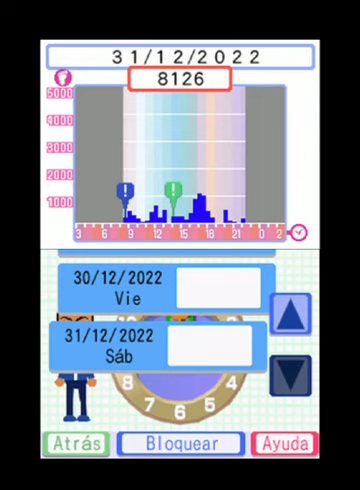 31/12/2022
8126
5000
4000
3000
2000
1000
3 6 9 12 15 18 21 0 2
30/12/2022
Vie
31/12/2022
Sáb
8 7 6 5 4
Atrás Bloquear Ayuda